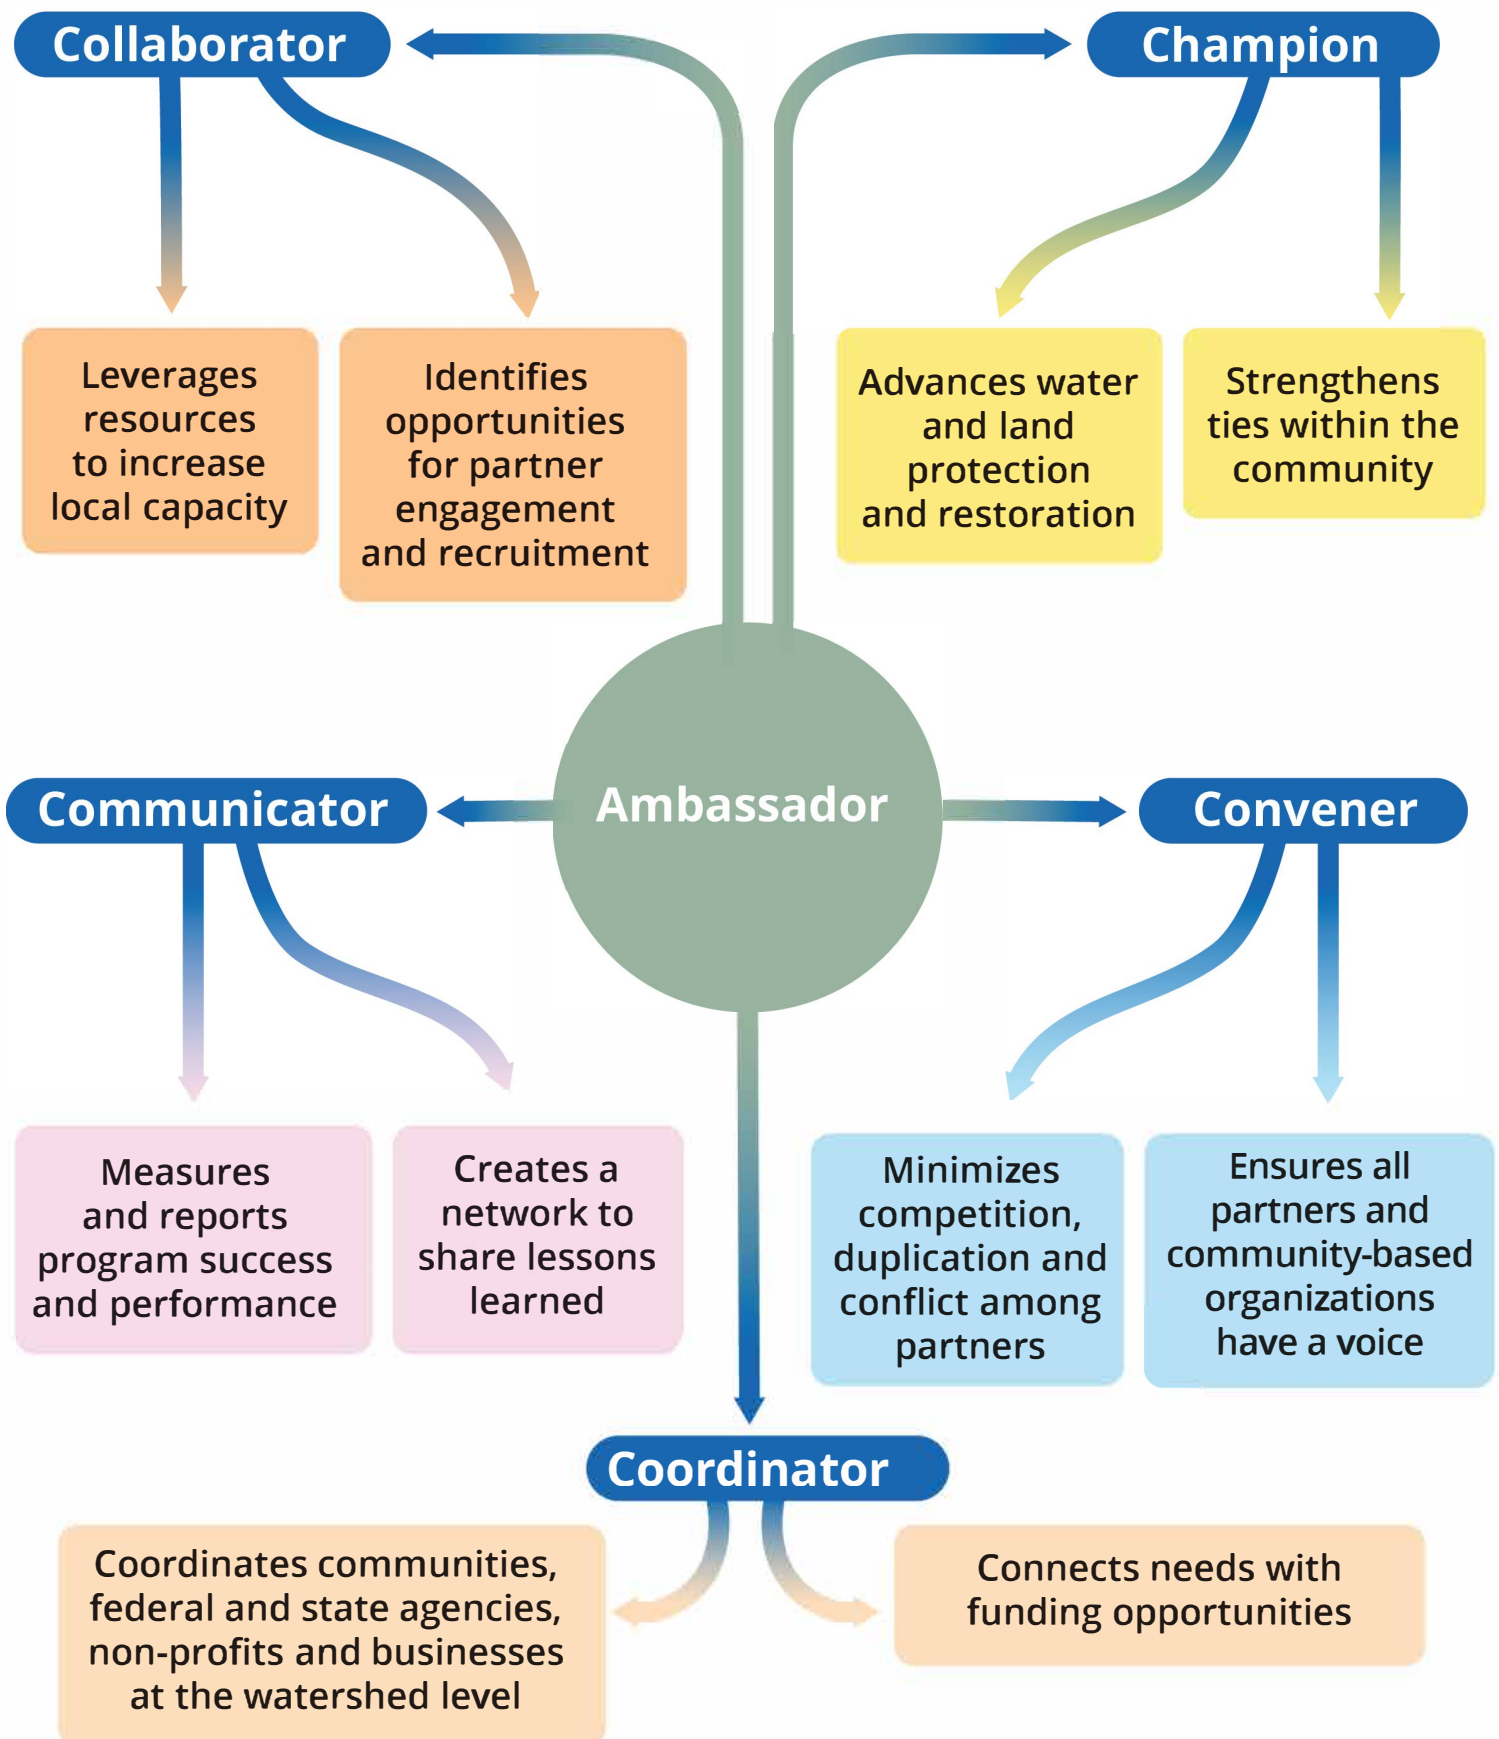 Collaborator
Champion
Leverages
resources
to increase
local capacity
Identifies
opportunities
for partner
engagement
and recruitment
Advances water
and land
protection
and restoration
Strengthens
ties within the
community
Communicator
Ambassador
Convener
Measures
and reports
program success
and performance
Creates a
network to
share lessons
learned
Minimizes
competition,
duplication and
conflict among
partners
Ensures all
partners and
community-based
organizations
have a voice
Coordinator
Coordinates communities,
federal and state agencies,
non-profits and businesses
at the watershed level
Connects needs with
funding opportunities